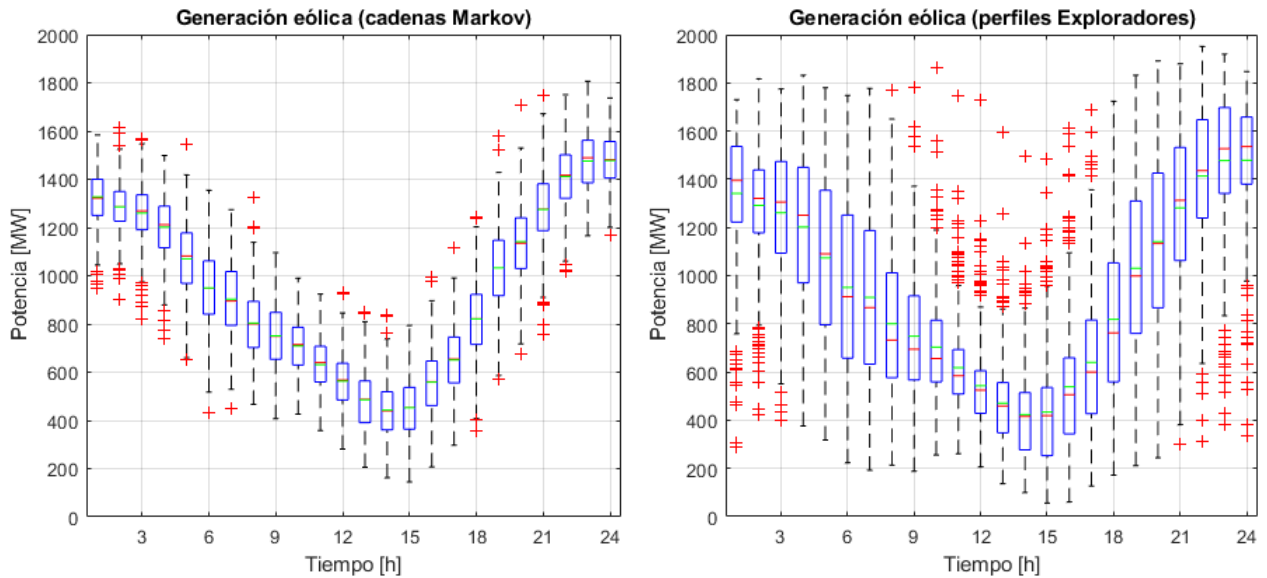 Generación eólica (cadenas Markov)
2000
1800
1600
1400
1200
1000
800
600
400
200
0
Potencia [MW]
3 6 9 12 15 18 21 24
Tiempo [h]
Generación eólica (perfiles Exploradores)
2000
1800
1600
1400
1200
1000
800
600
400
200
0
Potencia [MW]
3 6 9 12 15 18 21 24
Tiempo [h]